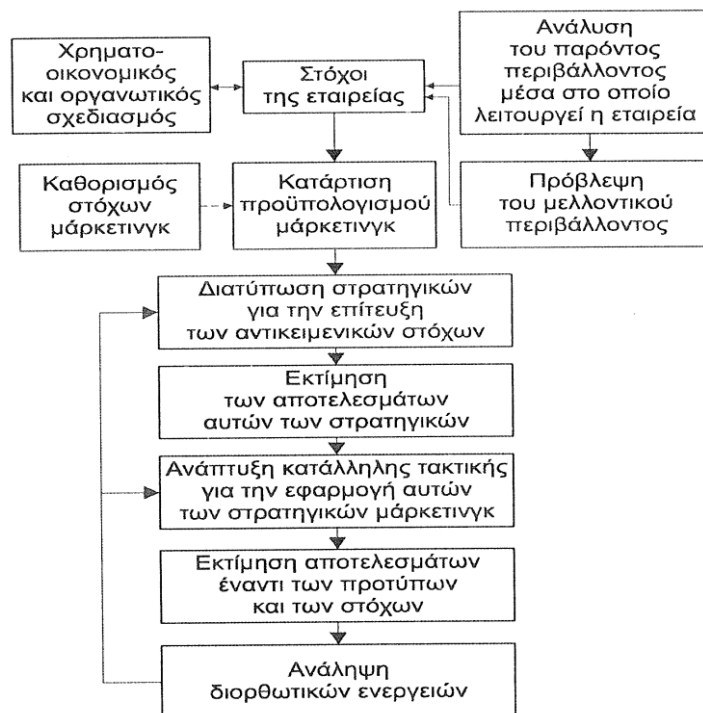 Χρηματο-
οικονομικός
και οργανωτικός
σχεδιασμός
Στόχοι
της εταιρείας
Ανάλυση
του παρόντος
περιβάλλοντος
μέσα στο οποίο
λειτουργεί η εταιρεία
Καθορισμός
στόχων
μάρκετινγκ
Κατάρτιση
προϋπολογισμού
μάρκετινγκ
Πρόβλεψη
του μελλοντικού
περιβάλλοντος
Διατύπωση στρατηγικών
για την επίτευξη
των αντικειμενικών στόχων
Εκτίμηση
των αποτελεσμάτων
αυτών των στρατηγικών
Ανάπτυξη κατάλληλης τακτικής
για την εφαρμογή αυτών
των στρατηγικών μάρκετινγκ
Εκτίμηση αποτελεσμάτων
έναντι των προτύπων
και των στόχων
Ανάληψη
διορθωτικών ενεργειών